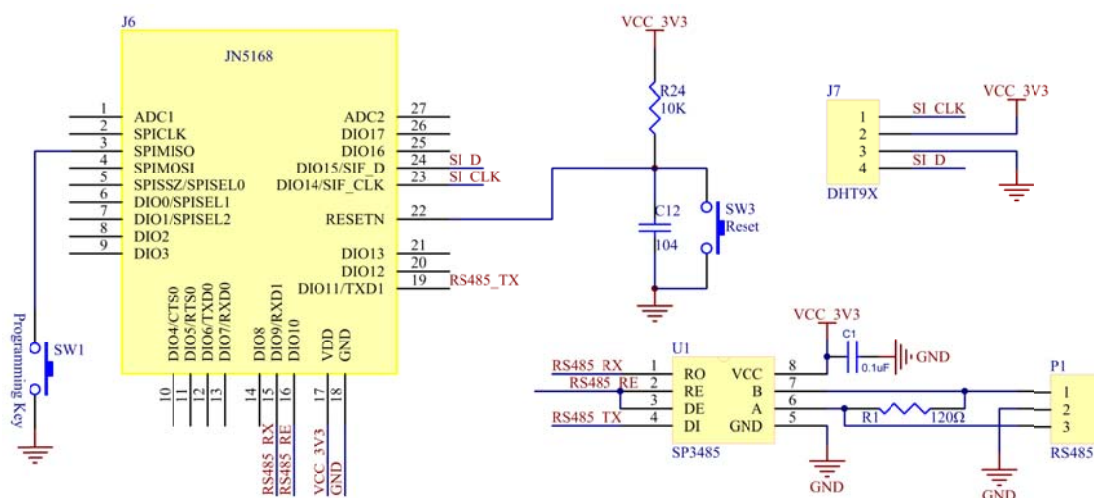 J6
JN5168
1 ADC1
2 SPICLK
3 SPIMISO
4 SPIMOSI
5 SPISSZ/SPISEL0
6 DIO0/SPISEL1
7 DIO1/SPISEL2
8 DIO2
9 DIO3
ADC2 27
DIO17 26
DIO16 25
DIO15/SIF_D 24 SI_D
DIO14/SIF_CLK 23 SI_CLK
RESETN 22
DIO13 21
DIO12 20
DIO11/TXD1 19 RS485_TX
DIO4/CTS0 10
DIO5/RTS0 11
DIO6/TXD0 12
DIO7/RXD0 13
DIO8 14
DIO9/RXD1 15 RS485_RX
DIO10 16 RS485_RE
VDD 17 VCC_3V3
GND 18 GND
SW1
Programming Key
VCC_3V3
R24
10K
C12
104
SW3
Reset
J7
1 SI_CLK
2
3
4 SI_D
VCC_3V3
DHT9X
VCC_3V3
C1
0.1uF
GND
U1
RS485_RX 1 RO
RS485_RE 2 RE
3 DE
RS485_TX 4 DI
VCC 8
B 7
A 6
GND 5
SP3485
GND
R1
120Ω
P1
1
2
3
RS485
GND